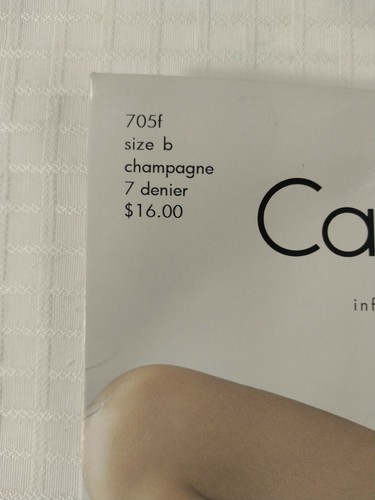 705f
size b
champagne
7 denier
$16.00
Ca
inf